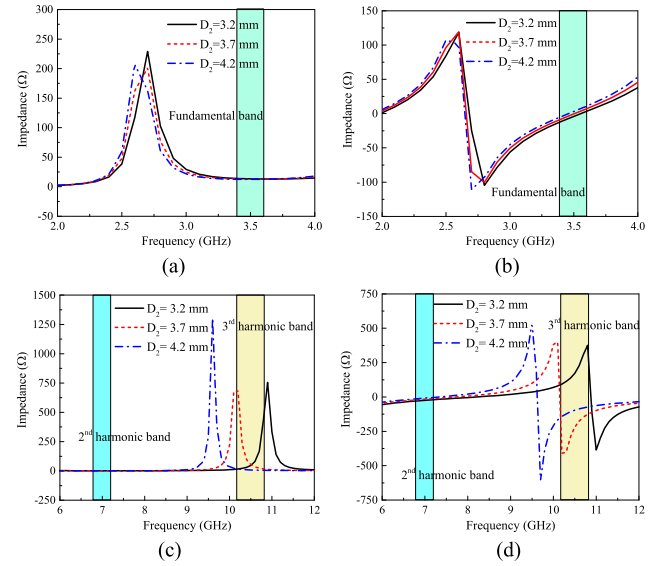 300
250
200
150
100
50
0
-50
Impedance (Ω)
D2= 3.2 mm
D2= 3.7 mm
D2= 4.2 mm
Fundamental band
2.0 2.5 3.0 3.5 4.0
Frequency (GHz)
(a)
150
100
50
0
-50
-100
-150
Impedance (Ω)
D2= 3.2 mm
D2= 3.7 mm
D2= 4.2 mm
Fundamental band
2.0 2.5 3.0 3.5 4.0
Frequency (GHz)
(b)
1500
1250
1000
750
500
250
0
-250
Impedance (Ω)
D2= 3.2 mm
D2= 3.7 mm
D2= 4.2 mm
3rd harmonic band
2nd harmonic band
6 7 8 9 10 11 12
Frequency (GHz)
(c)
750
500
250
0
-250
-500
-750
Impedance (Ω)
D2= 3.2 mm
D2= 3.7 mm
D2= 4.2 mm
3rd harmonic band
2nd harmonic band
6 7 8 9 10 11 12
Frequency (GHz)
(d)